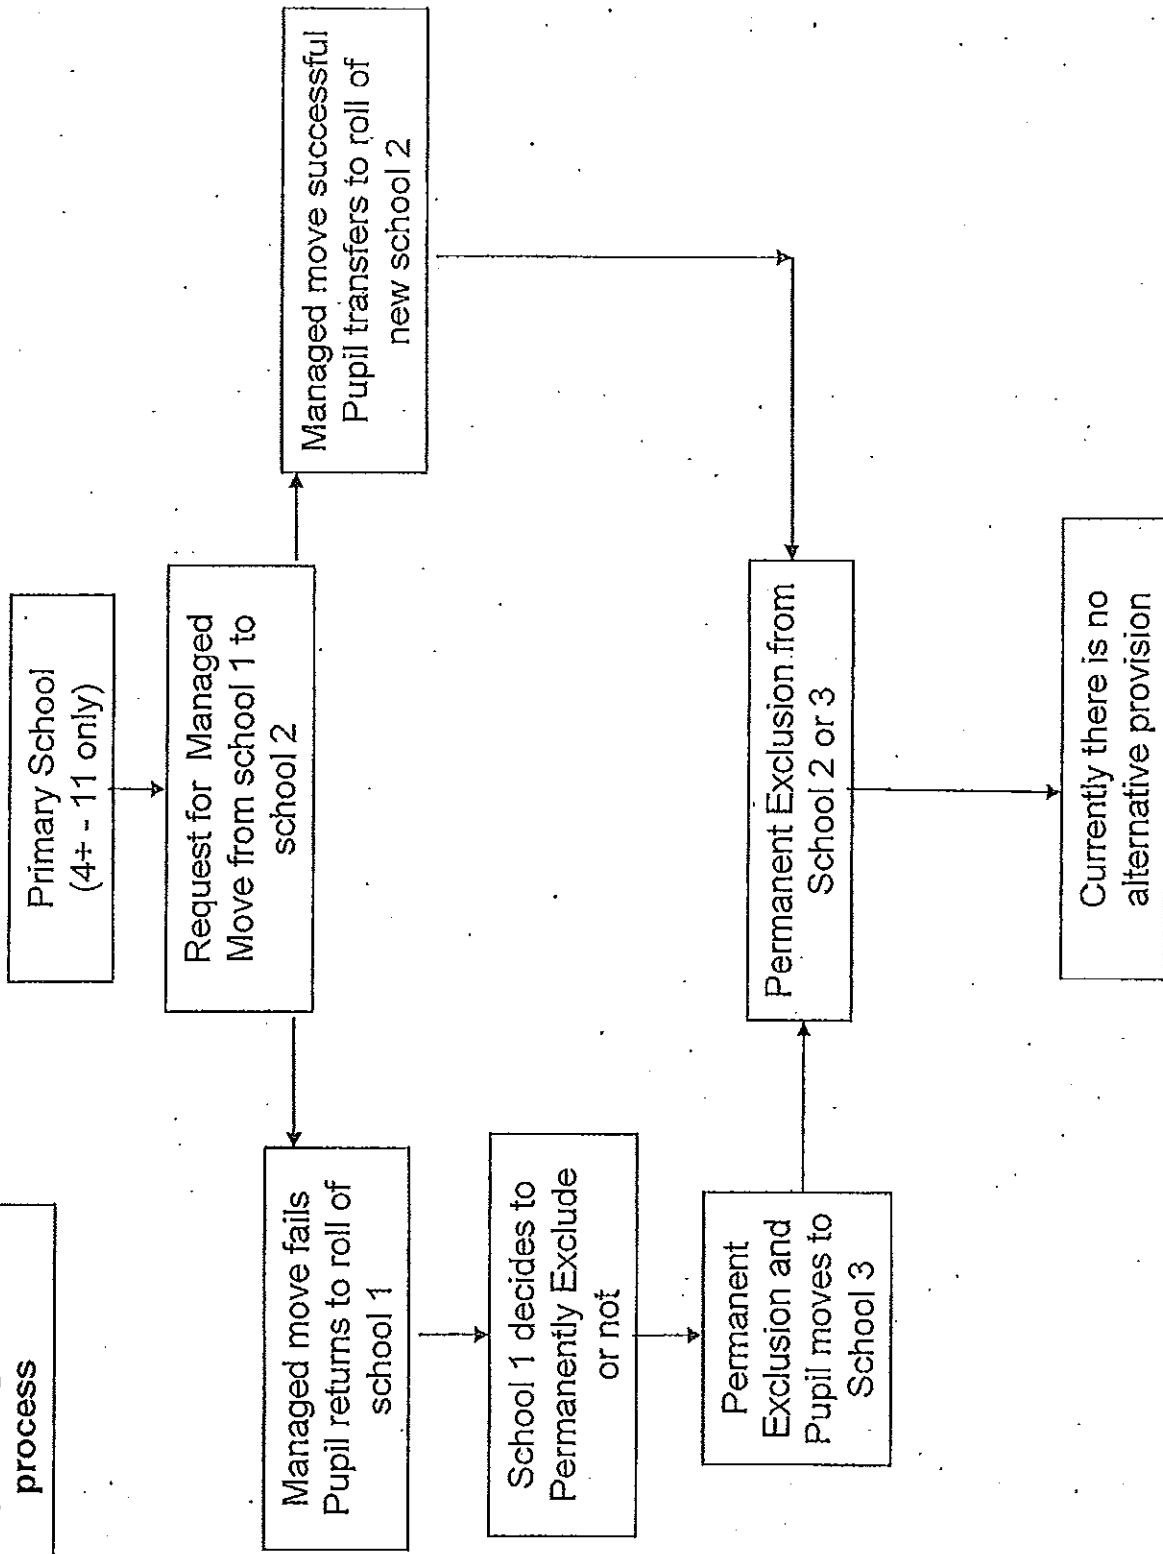 process
Primary School
(4+ - 11 only)
Request for Managed
Move from school 1 to
school 2
Managed move successful
Pupil transfers to roll of
new school 2
Managed move fails
Pupil returns to roll of
school 1
School 1 decides to
Permanently Exclude
or not
Permanent
Exclusion and
Pupil moves to
School 3
Permanent Exclusion from
School 2 or 3
Currently there is no
alternative provision